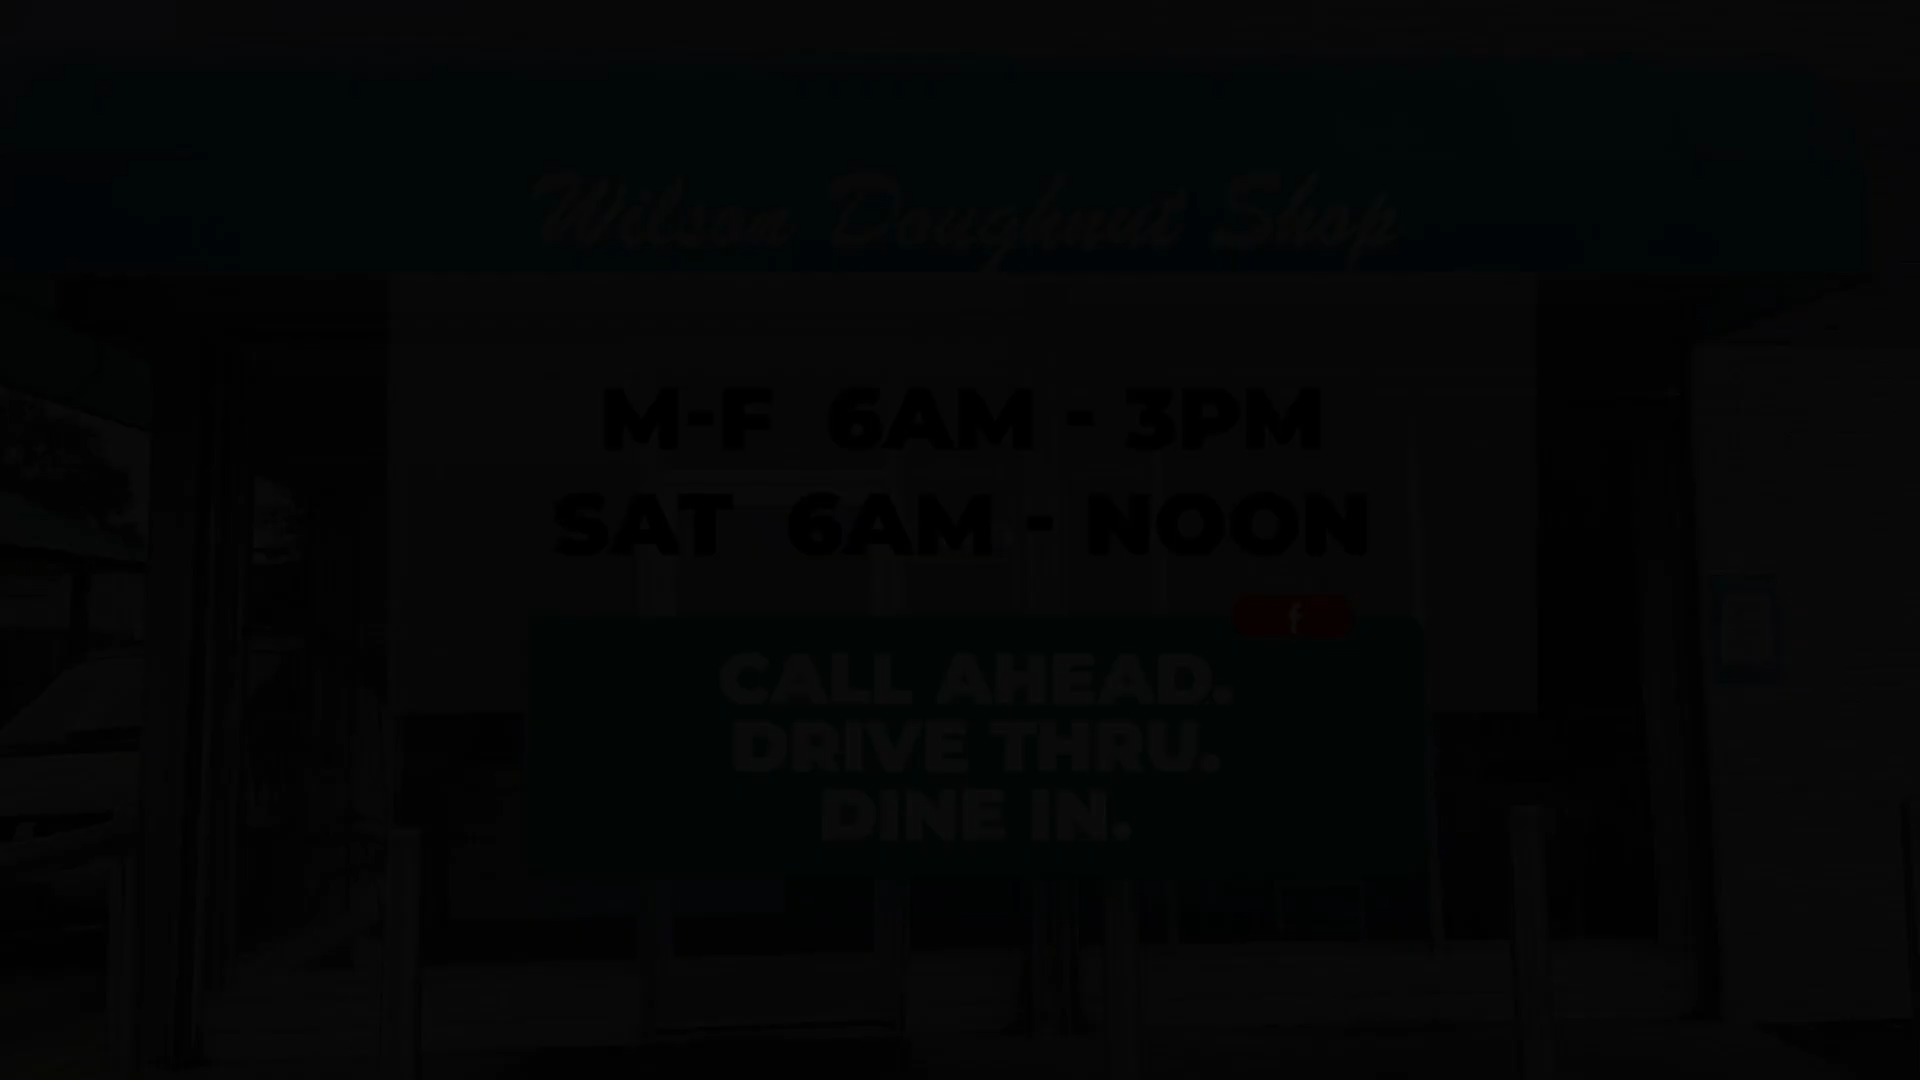 Wilson Doughnut Shop
M-F 6AM - 3PM
SAT 6AM - NOON
f
CALL AHEAD.
DRIVE THRU.
DINE IN.